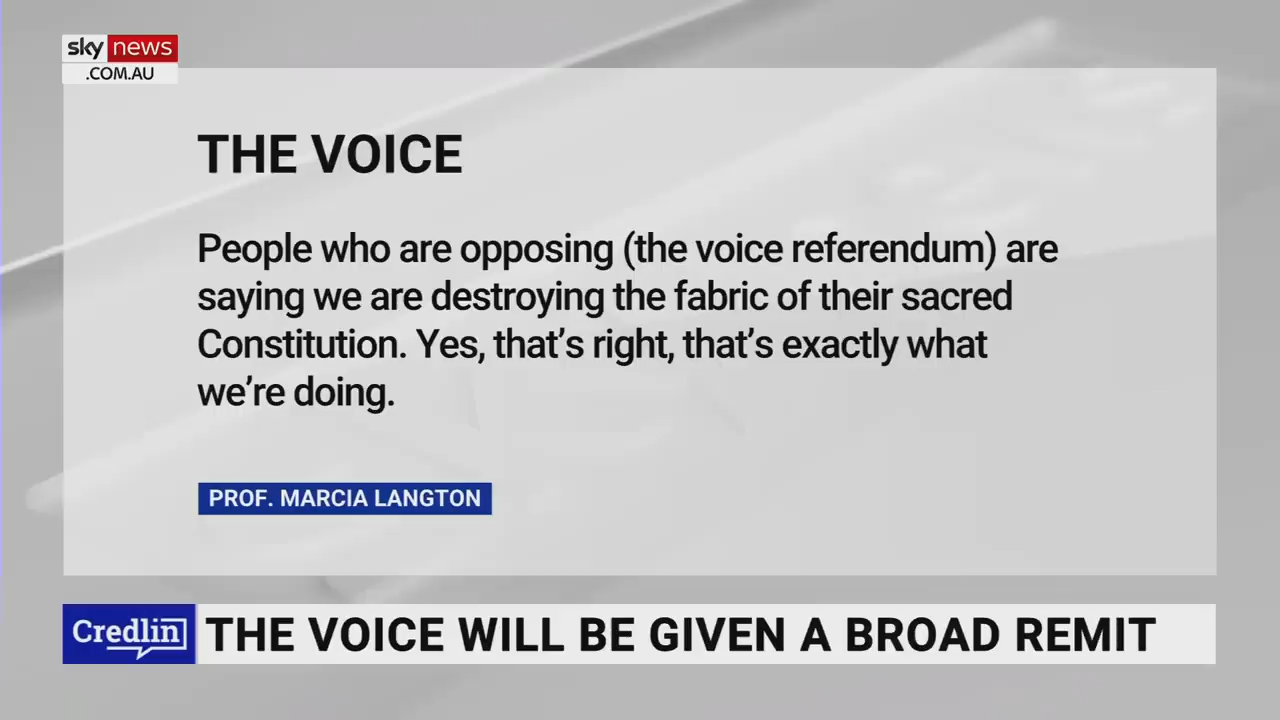 sky news
.COM.AU
THE VOICE
People who are opposing (the voice referendum) are
saying we are destroying the fabric of their sacred
Constitution. Yes, that’s right, that’s exactly what
we’re doing.
PROF. MARCIA LANGTON
Credlin
THE VOICE WILL BE GIVEN A BROAD REMIT